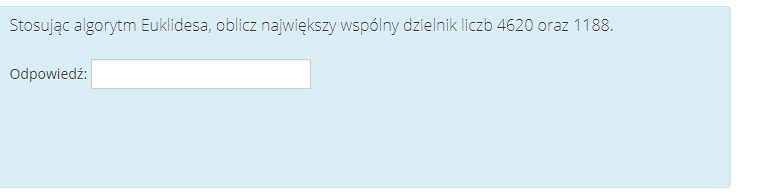 Stosując algorytm Euklidesa, oblicz największy wspólny dzielnik liczb 4620 oraz 1188.
Odpowiedź: